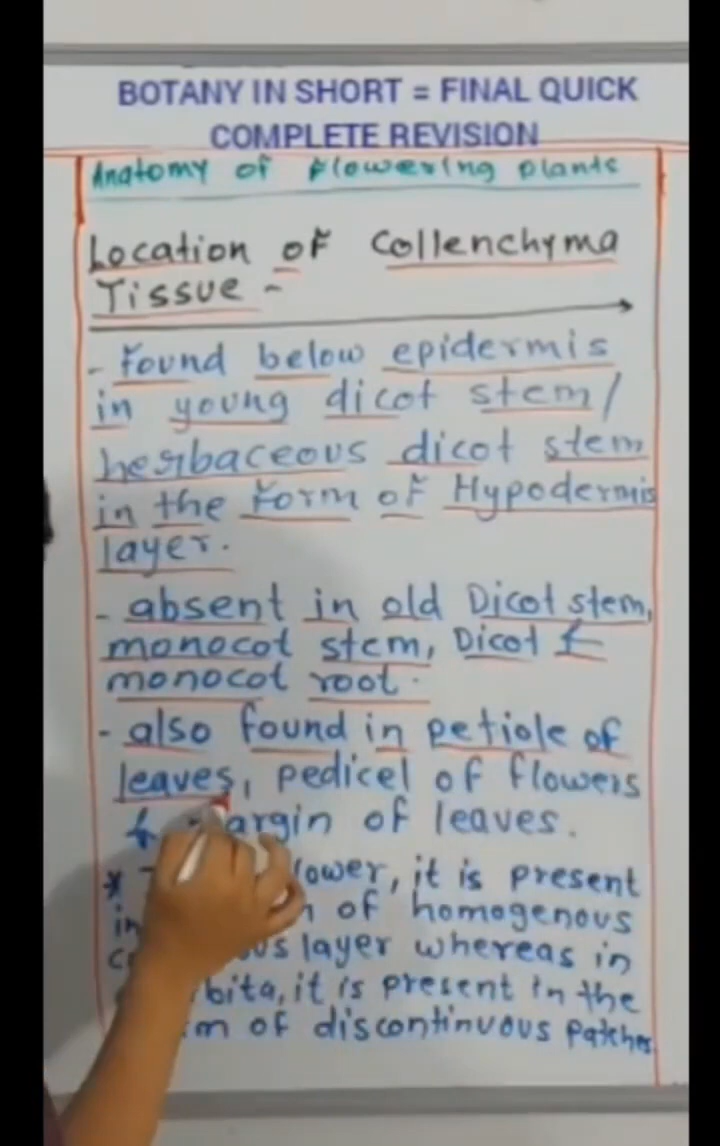 BOTANY IN SHORT = FINAL QUICK
COMPLETE REVISION
Anatomy of Flowering plants
Location of Collenchyma
Tissue -
- Found below epidermis
in young dicot stem/
herbaceous dicot stem
in the form of Hypodermis
layer.
- absent in old Dicot stem,
monocot stem, Dicot &
monocot root.
- also found in petiole of
leaves, pedicel of flowers
& margin of leaves.
* lower, it is present
in of homogenous
layer whereas in
bita, it is present in the
m of discontinuous patches